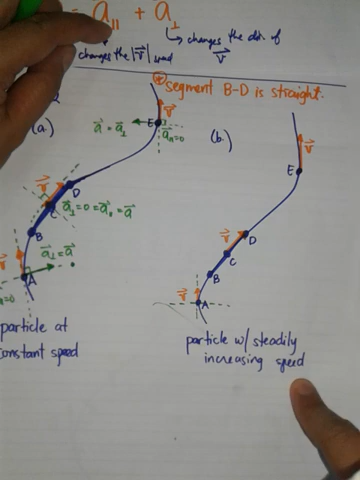 = a∥ + a⊥
changes the |v⃗| speed
changes the dir. of
v⃗
* segment B-D is straight.
(a)
(b)
E
v⃗
a⃗=a⃗⊥
a⃗∥=0
D
v⃗
C
a⃗⊥=0=a⃗∥=a⃗
B
a⃗⊥=a⃗
A
E
v⃗
D
v⃗
C
B
v⃗
A
particle at
constant speed
particle w/ steadily
increasing speed